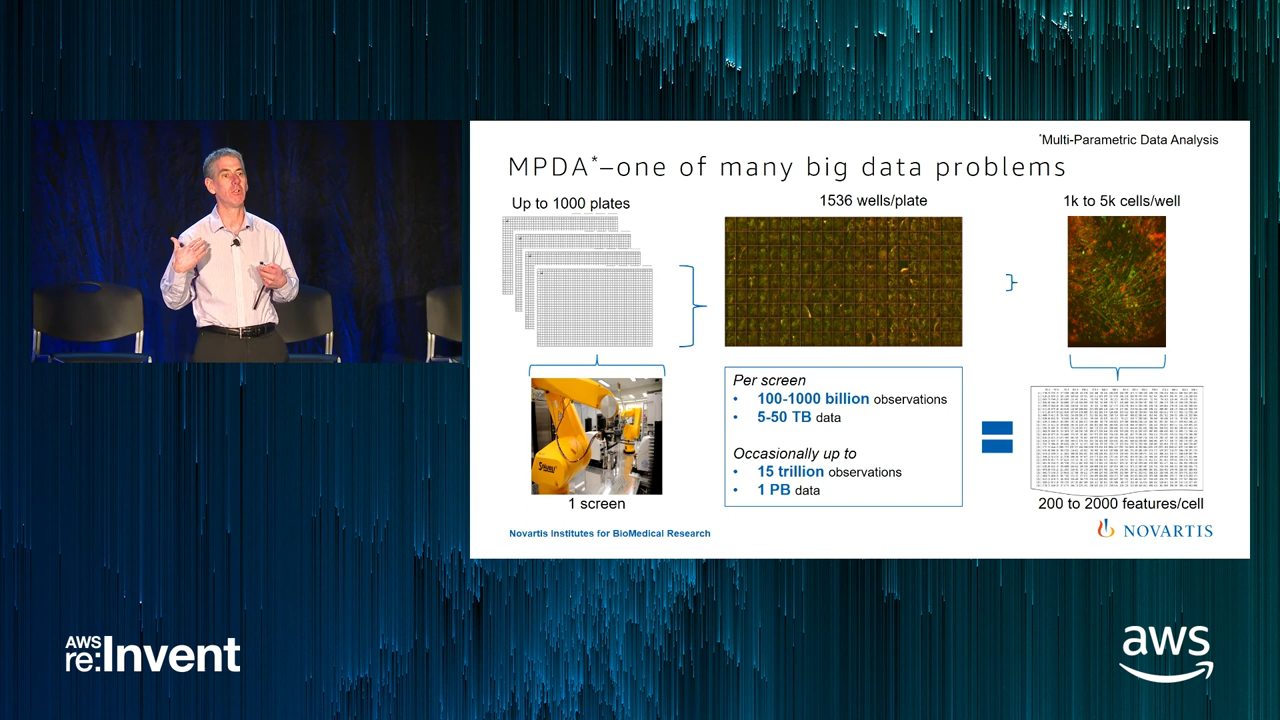 *Multi-Parametric Data Analysis
MPDA*–one of many big data problems
Up to 1000 plates
1536 wells/plate
1k to 5k cells/well
Per screen
• 100-1000 billion observations
• 5-50 TB data
Occasionally up to
• 15 trillion observations
• 1 PB data
STÄUBLI
1 screen
200 to 2000 features/cell
Novartis Institutes for BioMedical Research
NOVARTIS
AWS
re:Invent
aws